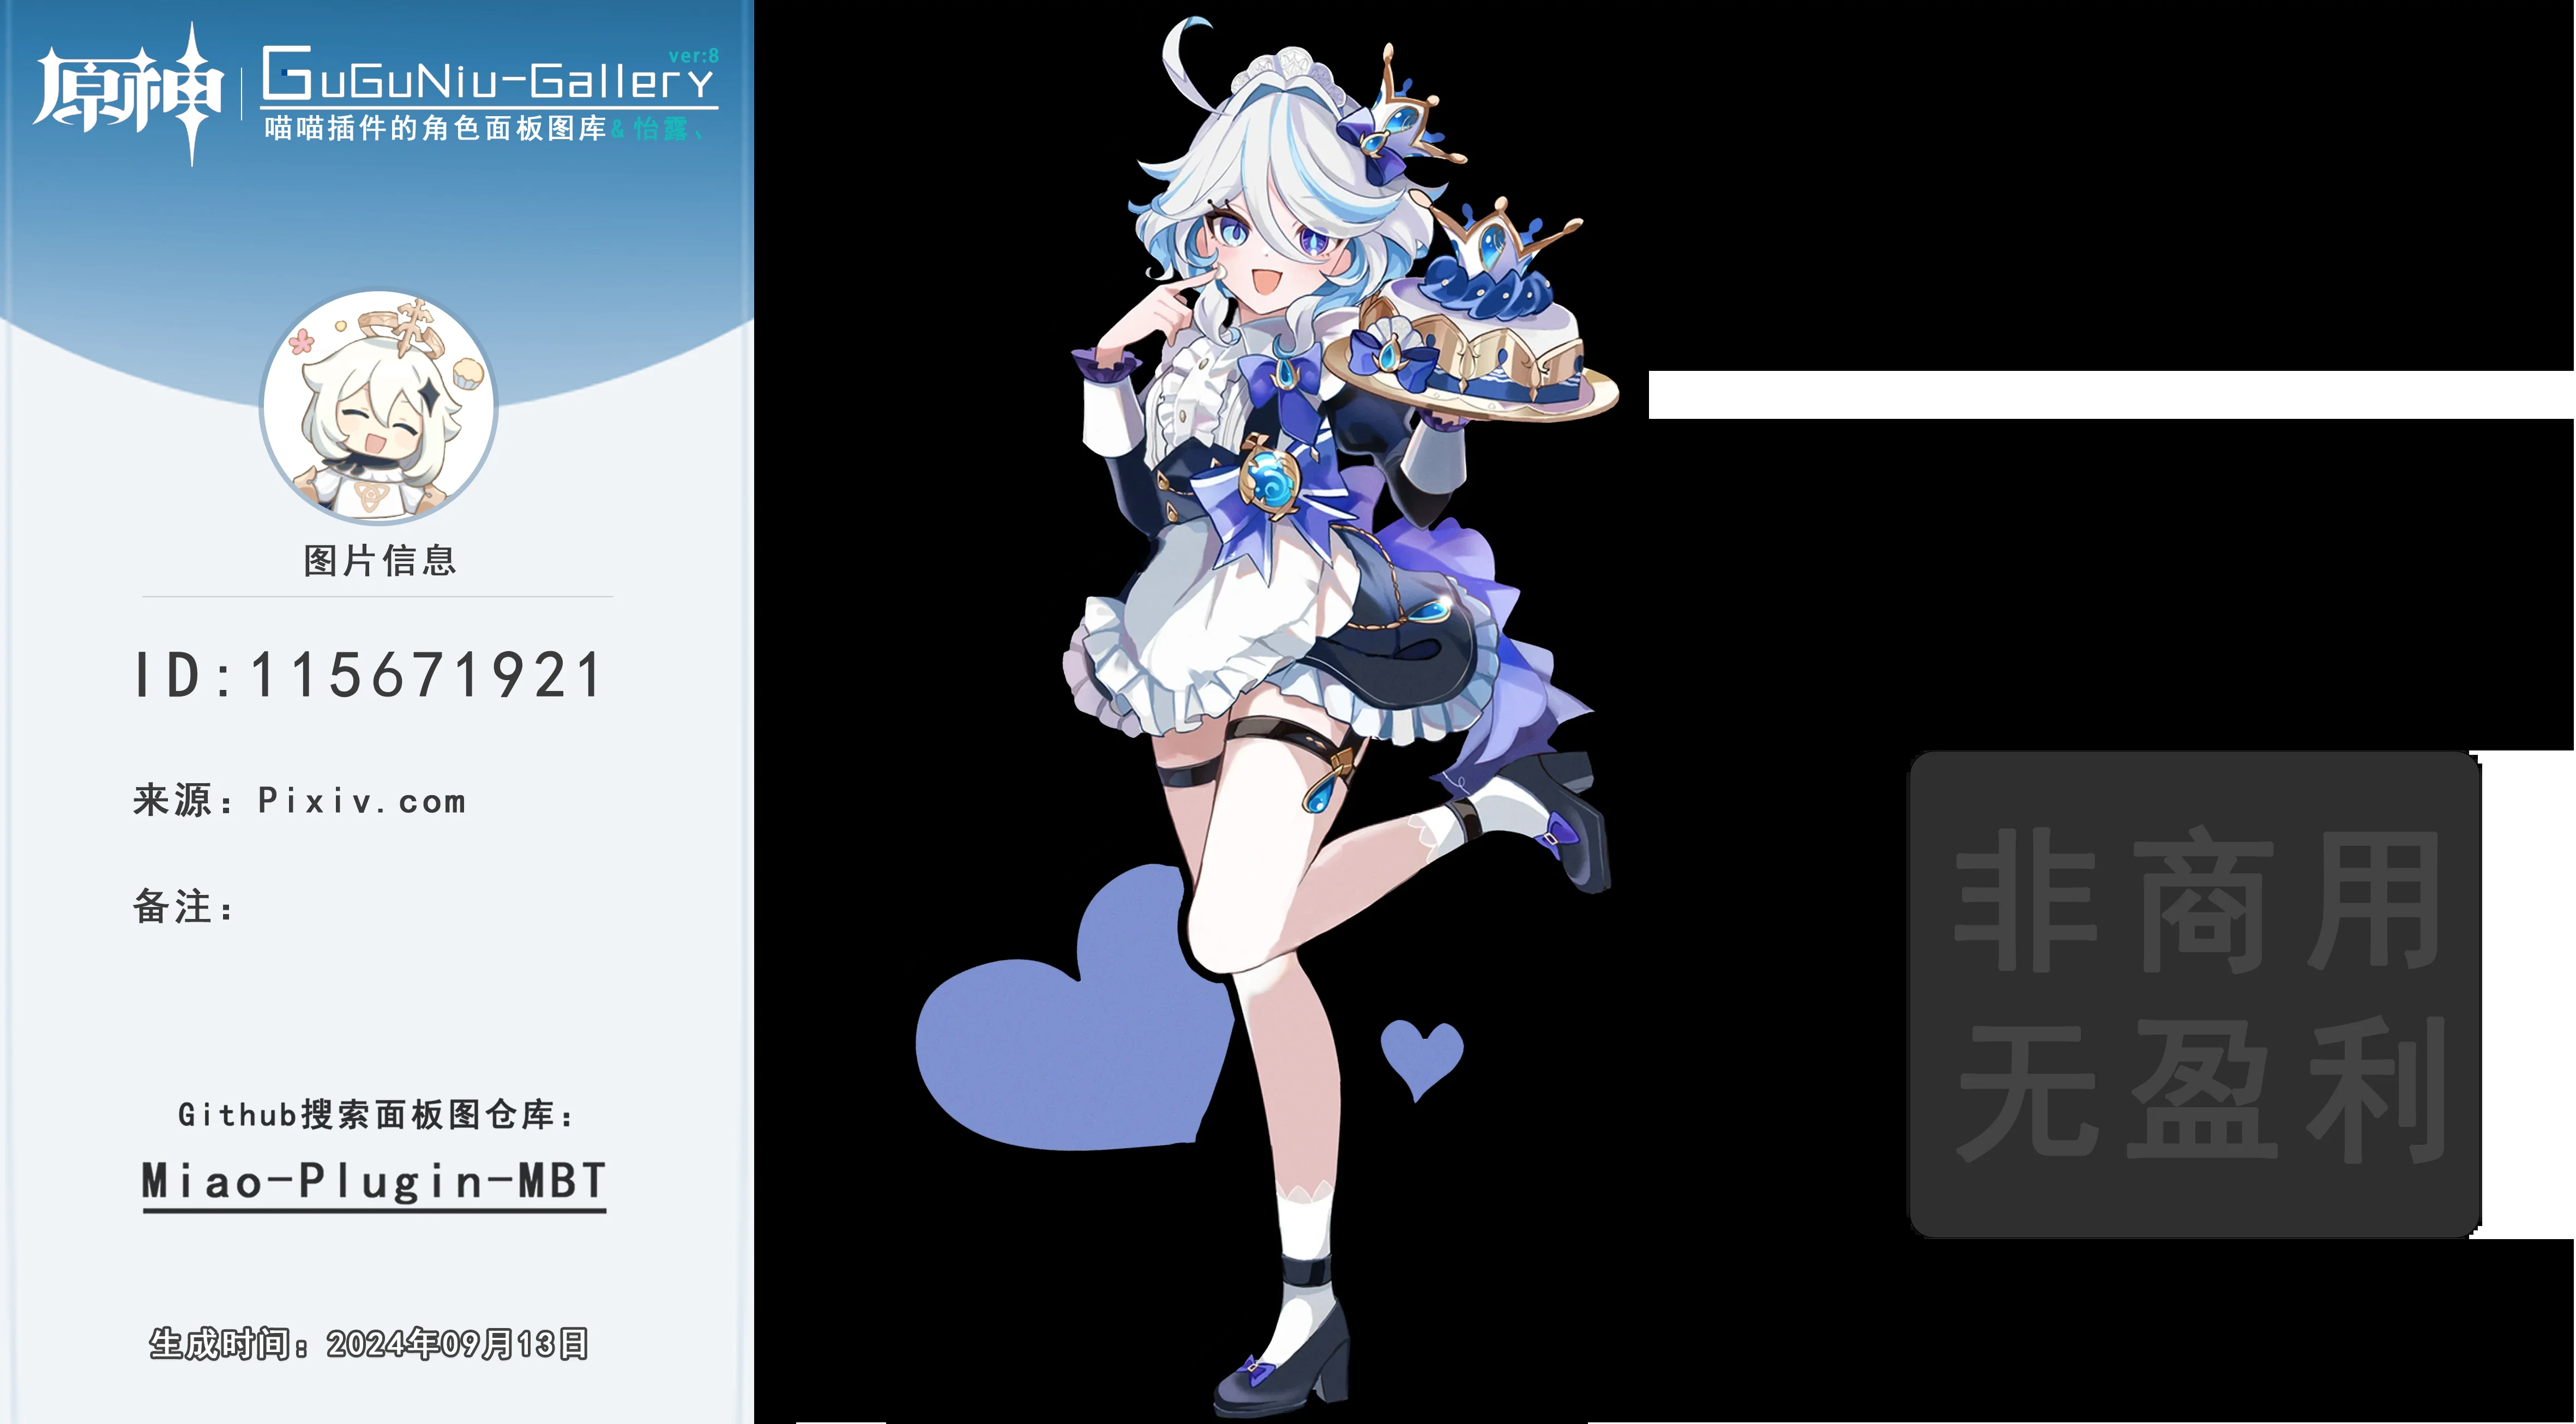 原神
GuGuNiu-Gallery
ver:8
喵喵插件的角色面板图库& 怡露、
图片信息
ID:115671921
来源：Pixiv.com
备注：
Github搜索面板图仓库：
Miao-Plugin-MBT
生成时间：2024年09月13日
非商用
无盈利